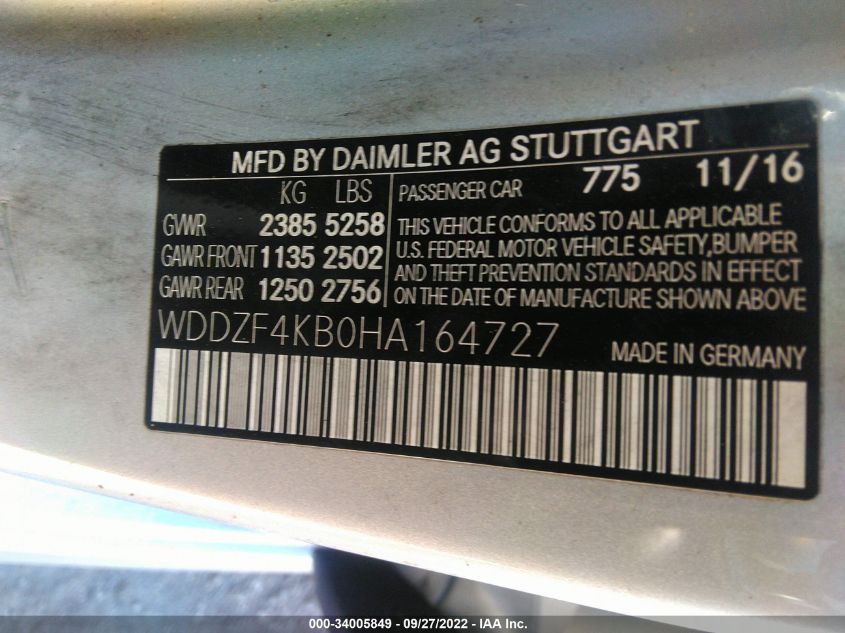 MFD BY DAIMLER AG STUTTGART
KG LBS
GVWR 2385 5258
GAWR FRONT 1135 2502
GAWR REAR 1250 2756
PASSENGER CAR 775 11/16
THIS VEHICLE CONFORMS TO ALL APPLICABLE
U.S. FEDERAL MOTOR VEHICLE SAFETY,BUMPER
AND THEFT PREVENTION STANDARDS IN EFFECT
ON THE DATE OF MANUFACTURE SHOWN ABOVE
WDDZF4KB0HA164727
MADE IN GERMANY
000-34005849 - 09/27/2022 - IAA Inc.